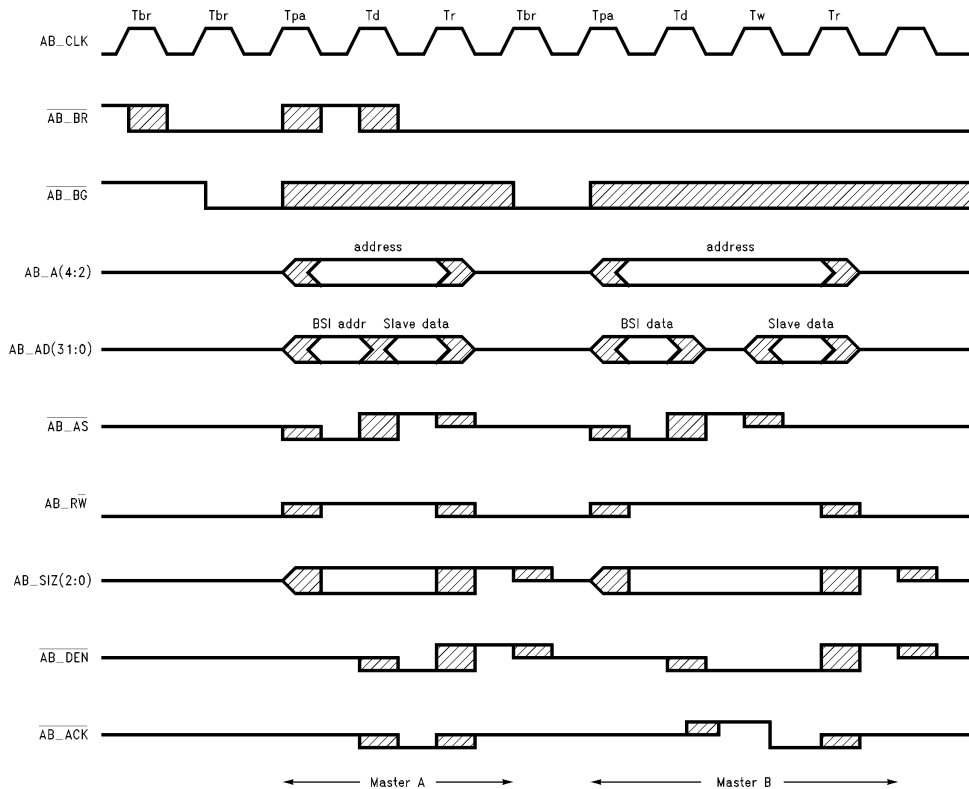 Tbr Tbr Tpa Td Tr Tbr Tpa Td Tw Tr
AB_CLK
AB_BR
AB_BG
address address
AB_A(4:2)
BSI addr Slave data BSI data Slave data
AB_AD(31:0)
AB_AS
AB_RW
AB_SIZ(2:0)
AB_DEN
AB_ACK
Master A Master B